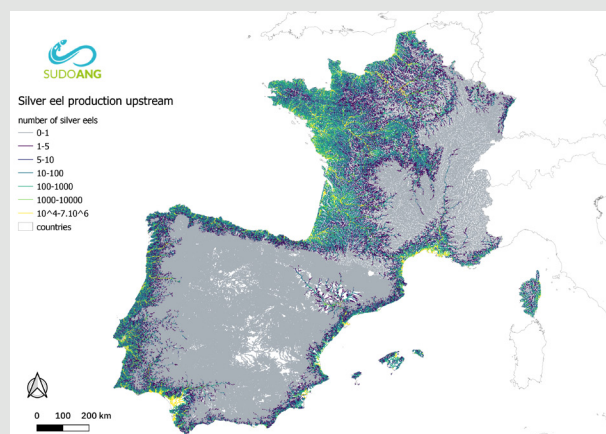 SUDOANG
Silver eel production upstream
number of silver eels
0-1
1-5
5-10
10-100
100-1000
1000-10000
10^4-7.10^6
countries
0 100 200 km